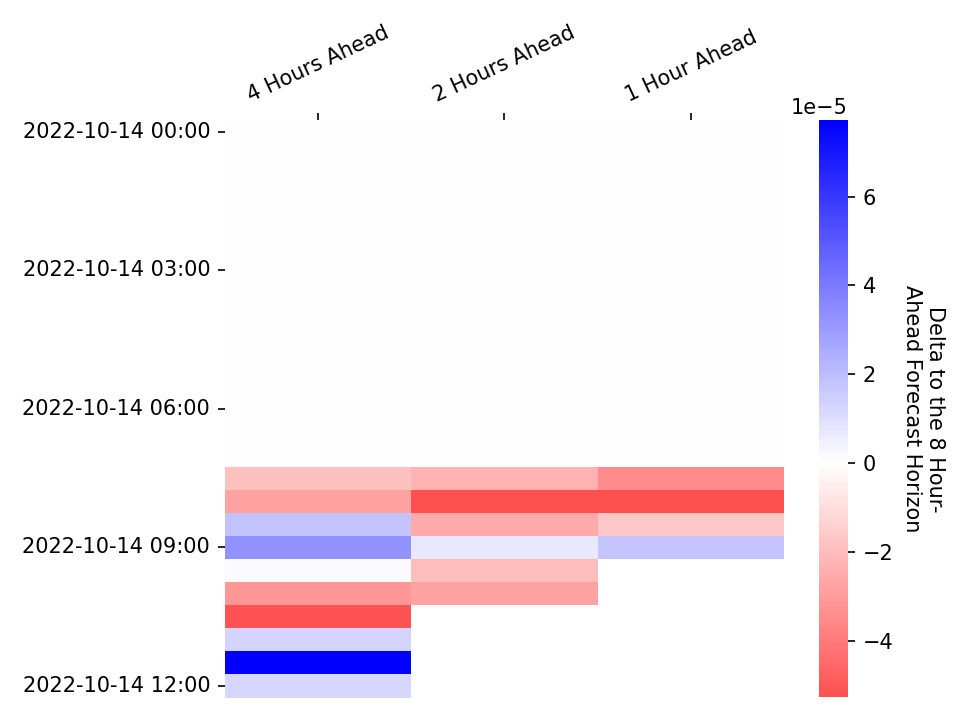 4 Hours Ahead
2 Hours Ahead
1 Hour Ahead
1e−5
2022-10-14 00:00
2022-10-14 03:00
2022-10-14 06:00
2022-10-14 09:00
2022-10-14 12:00
6
4
2
0
−2
−4
Delta to the 8 Hour-
Ahead Forecast Horizon